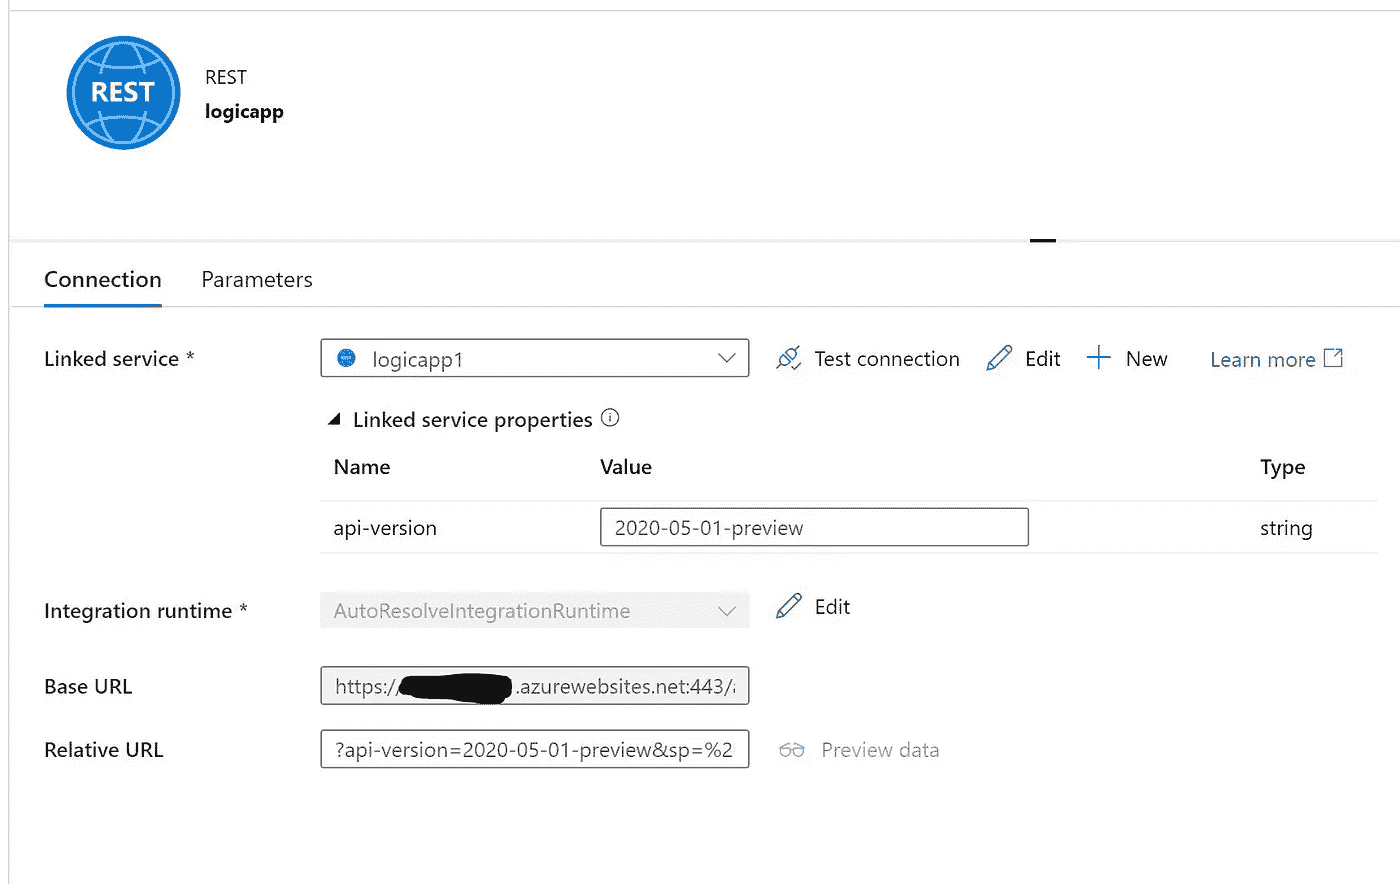 REST
REST
logicapp
Connection Parameters
Linked service * logicapp1 Test connection Edit New Learn more
Linked service properties
Name Value Type
api-version 2020-05-01-preview string
Integration runtime * AutoResolveIntegrationRuntime Edit
Base URL https:// .azurewebsites.net:443/
Relative URL ?api-version=2020-05-01-preview&sp=%2 Preview data